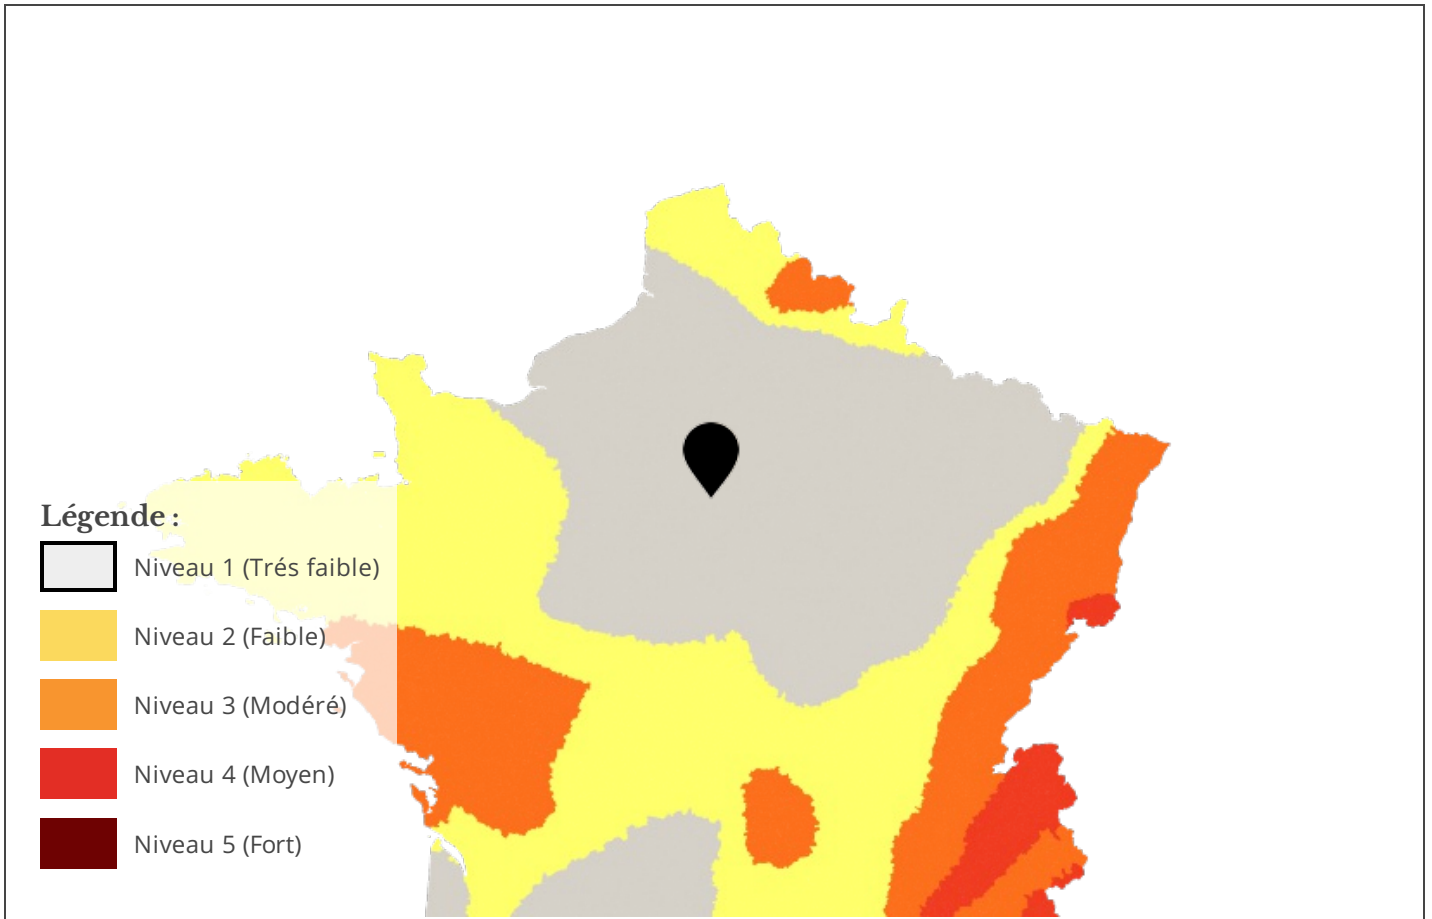 Légende :
Niveau 1 (Trés faible)
Niveau 2 (Faible)
Niveau 3 (Modéré)
Niveau 4 (Moyen)
Niveau 5 (Fort)